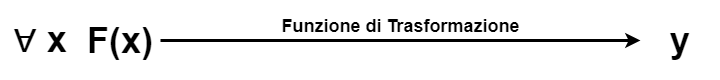 Funzione di Trasformazione
∀ x F(x) y